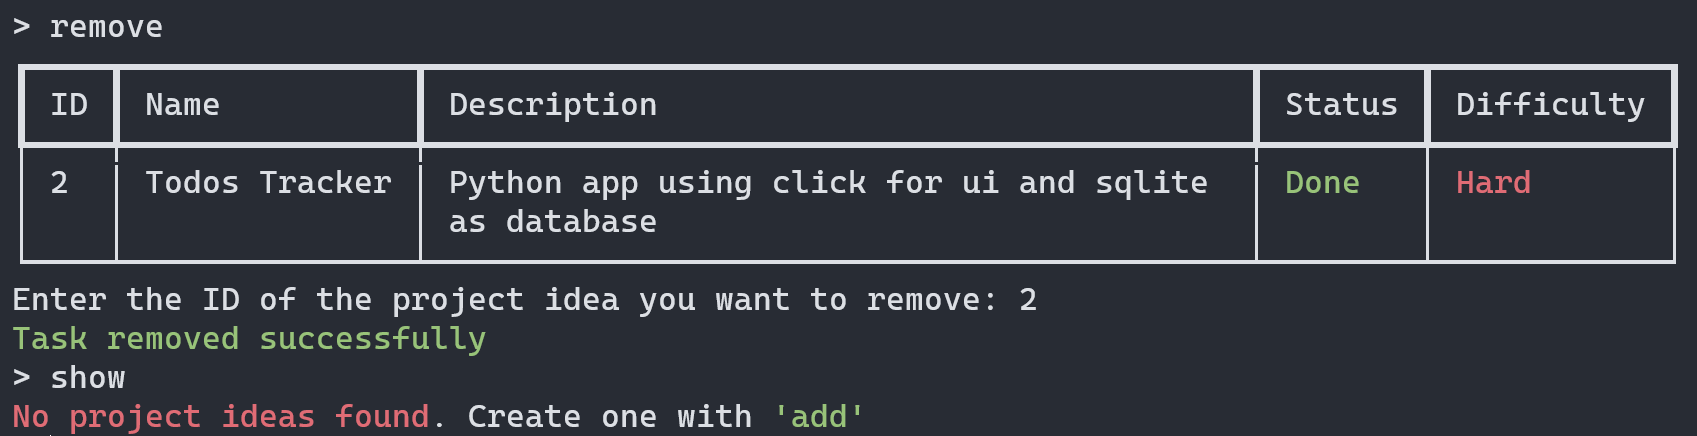 > remove
ID Name Description Status Difficulty
2 Todos Tracker Python app using click for ui and sqlite Done Hard
as database
Enter the ID of the project idea you want to remove: 2
Task removed successfully
> show
No project ideas found. Create one with 'add'